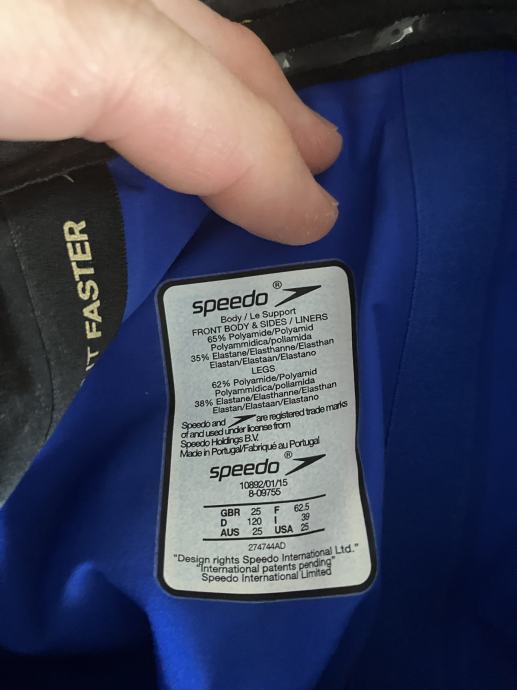 T FASTER
speedo®
Body / Le Support
FRONT BODY & SIDES / LINERS
65% Polyamide/Polyamid
Polyammidica/poliamida
35% Elastane/Elasthanne/Elasthan
Elastan/Elastaan/Elastano
LEGS
62% Polyamide/Polyamid
Polyammidica/poliamida
38% Elastane/Elasthanne/Elasthan
Elastan/Elastaan/Elastano
Speedo and are registered trade marks
of and used under license from
Speedo Holdings B.V.
Made in Portugal/Fabriqué au Portugal
speedo®
10892/01/15
8-09755
GBR 25 F 62.5
D 120 I 39
AUS 25 USA 25
274744AD
"Design rights Speedo International Ltd."
"International patents pending"
Speedo International Limited